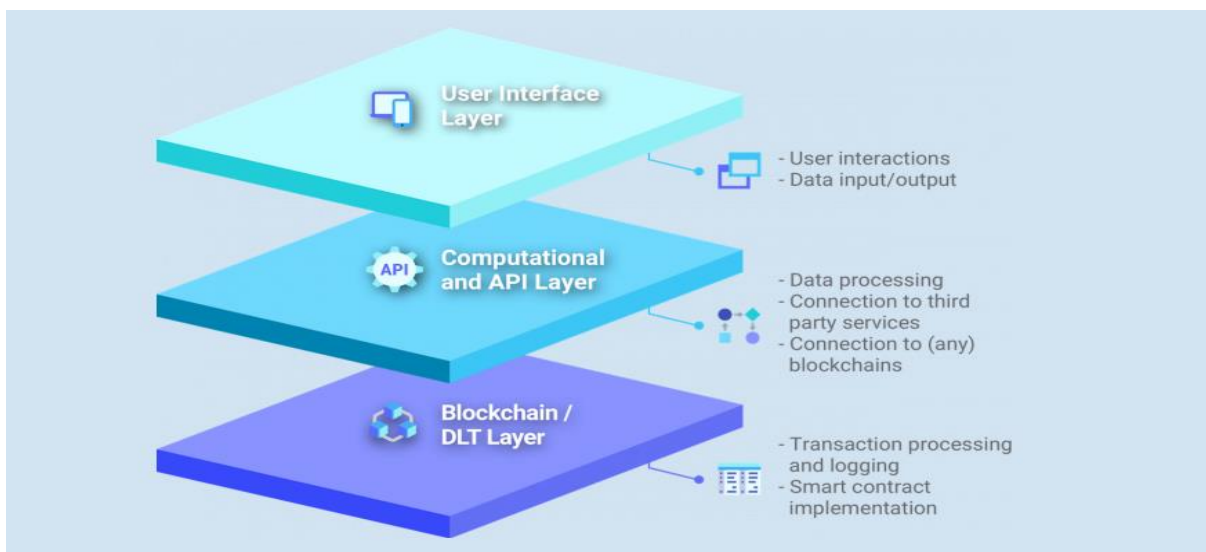 User Interface
Layer
- User interactions
- Data input/output
API
Computational
and API Layer
- Data processing
- Connection to third
party services
- Connection to (any)
blockchains
Blockchain /
DLT Layer
- Transaction processing
and logging
- Smart contract
implementation